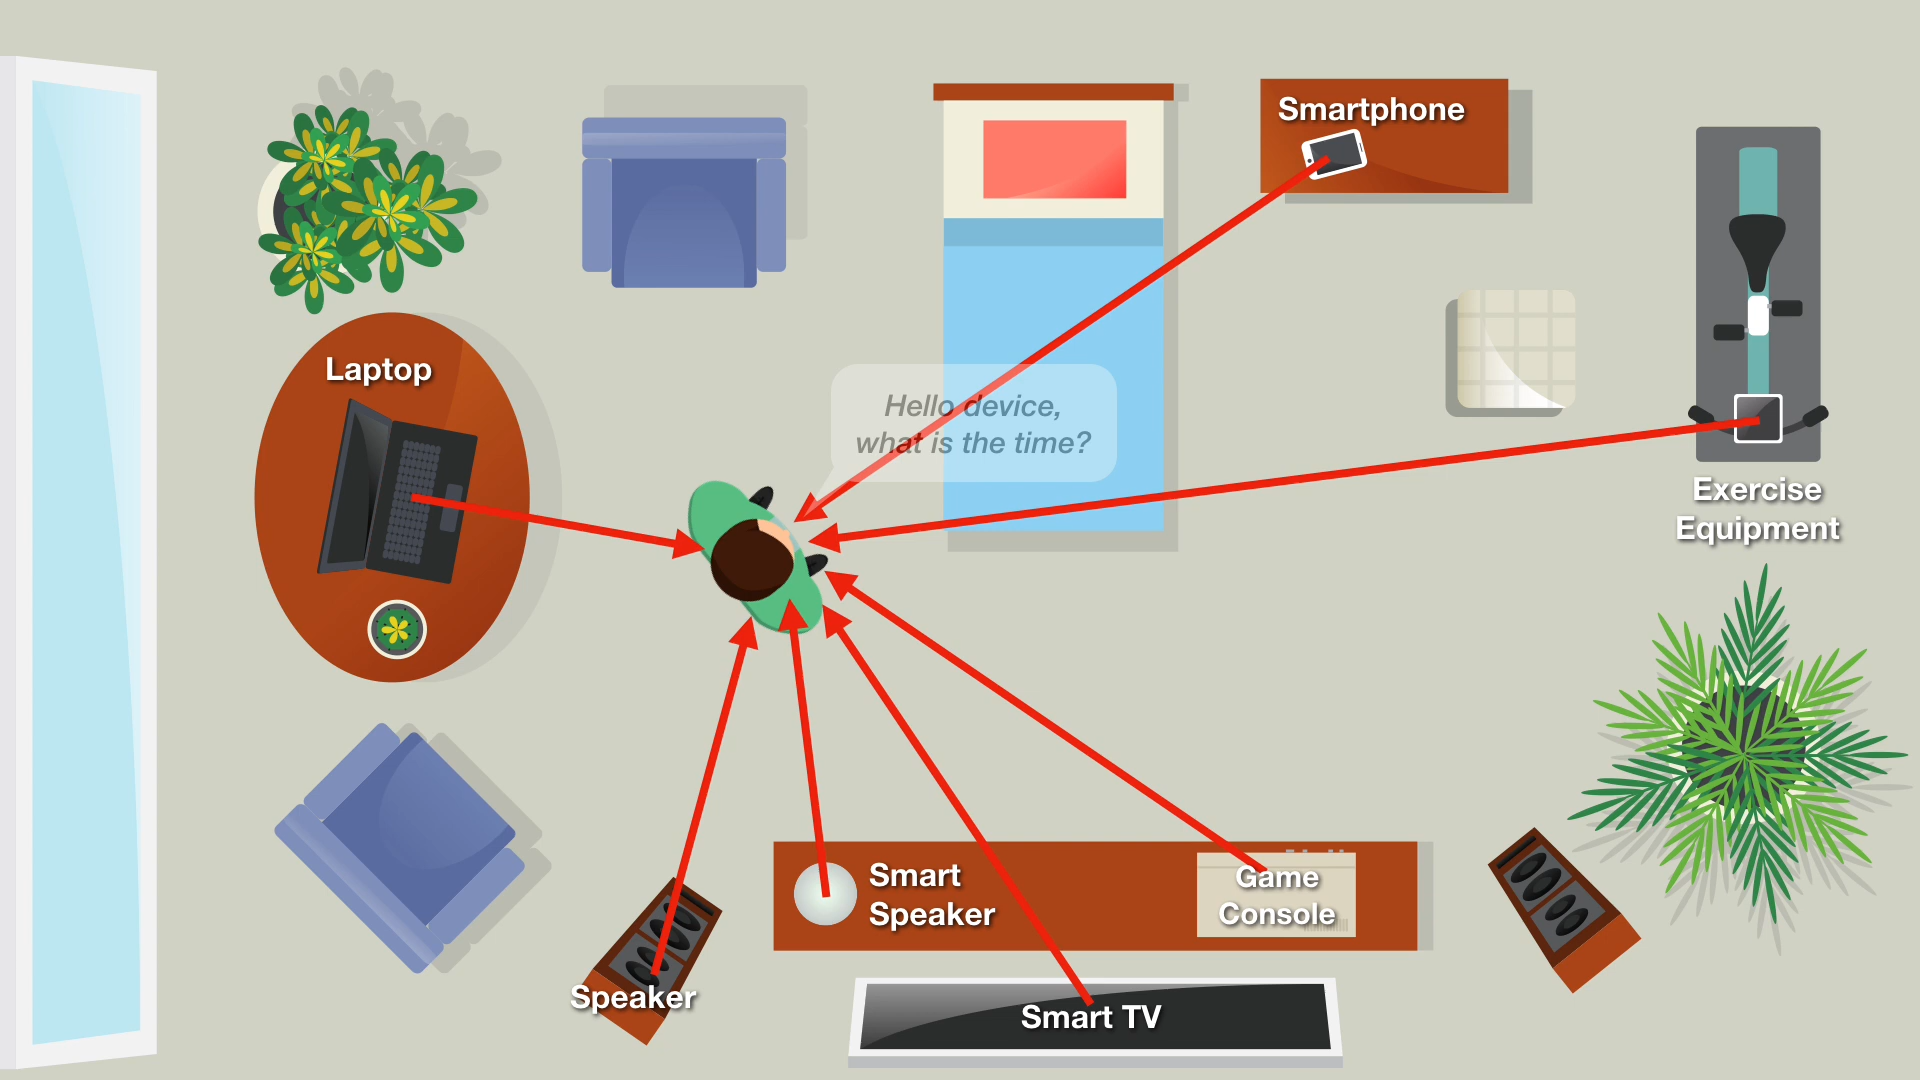 Smartphone
Laptop
Hello device,
what is the time?
Exercise
Equipment
Smart
Speaker
Game
Console
Speaker
Smart TV